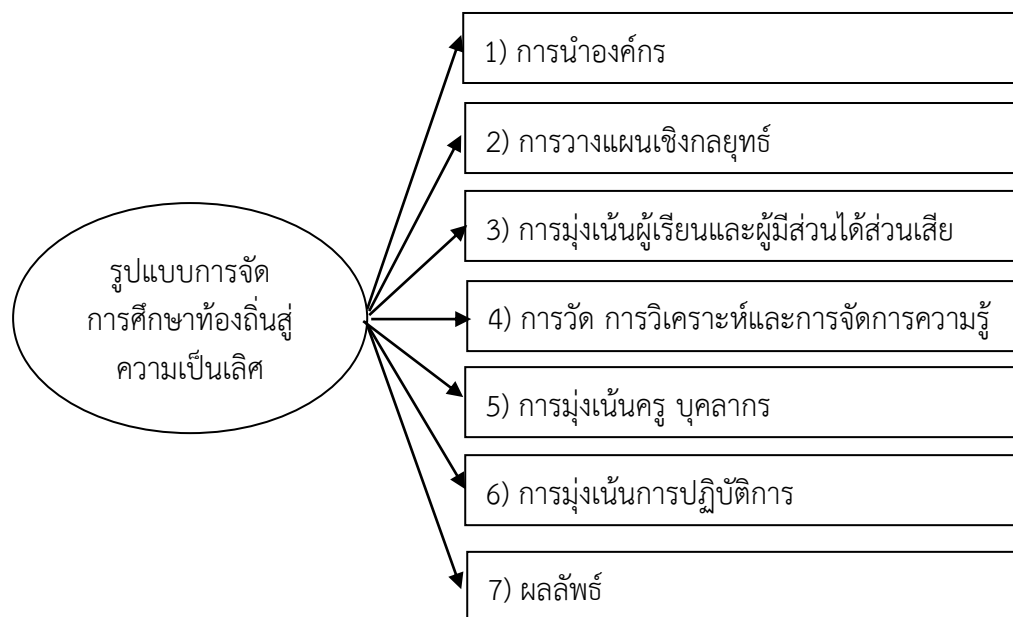 1) การนำองค์กร
2) การวางแผนเชิงกลยุทธ์
3) การมุ่งเน้นผู้เรียนและผู้มีส่วนได้ส่วนเสีย
รูปแบบการจัด
การศึกษาท้องถิ่นสู่
ความเป็นเลิศ
4) การวัด การวิเคราะห์และการจัดการความรู้
5) การมุ่งเน้นครู บุคลากร
6) การมุ่งเน้นการปฏิบัติการ
7) ผลลัพธ์